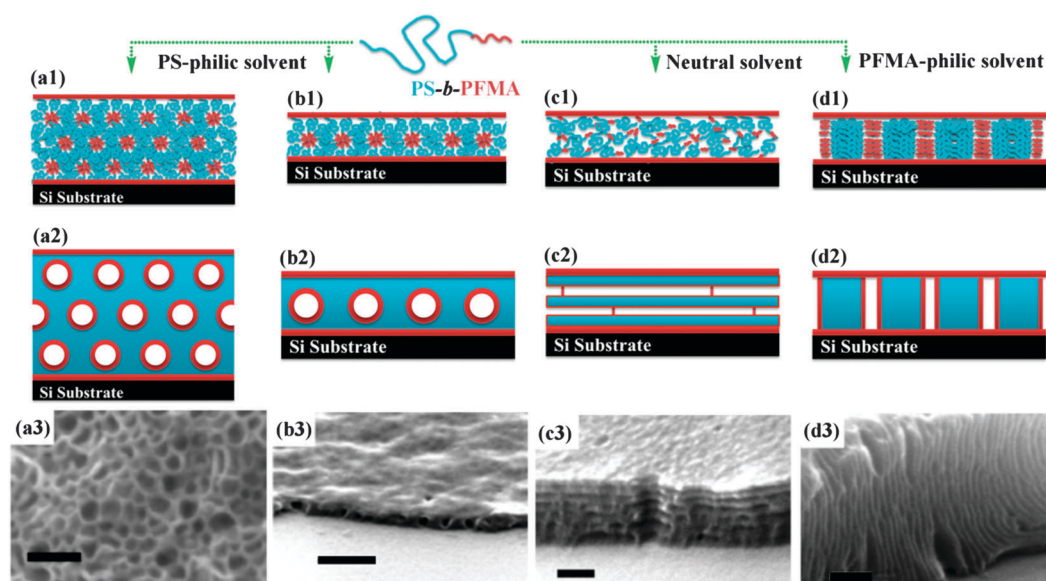 PS-philic solvent
PS-b-PFMA
Neutral solvent
PFMA-philic solvent
(a1)
(b1)
(c1)
(d1)
Si Substrate
Si Substrate
Si Substrate
Si Substrate
(a2)
(b2)
(c2)
(d2)
Si Substrate
Si Substrate
Si Substrate
Si Substrate
(a3)
(b3)
(c3)
(d3)